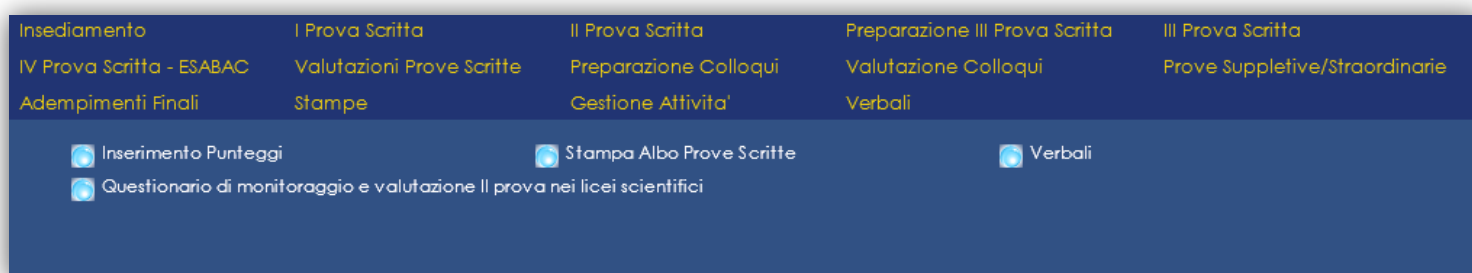 Insediamento I Prova Scritta II Prova Scritta Preparazione III Prova Scritta III Prova Scritta
IV Prova Scritta - ESABAC Valutazioni Prove Scritte Preparazione Colloqui Valutazione Colloqui Prove Suppletive/Straordinarie
Adempimenti Finali Stampe Gestione Attivita' Verbali
Inserimento Punteggi Stampa Albo Prove Scritte Verbali
Questionario di monitoraggio e valutazione II prova nei licei scientifici